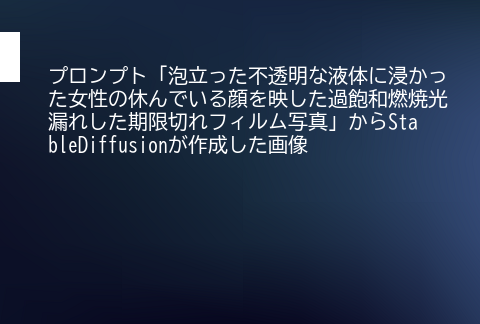 プロンプト「泡立った不透明な液体に浸かっ
た女性の休んでいる顔を映した過飽和燃焼光
漏れした期限切れフィルム写真」からSta
bleDiffusionが作成した画像